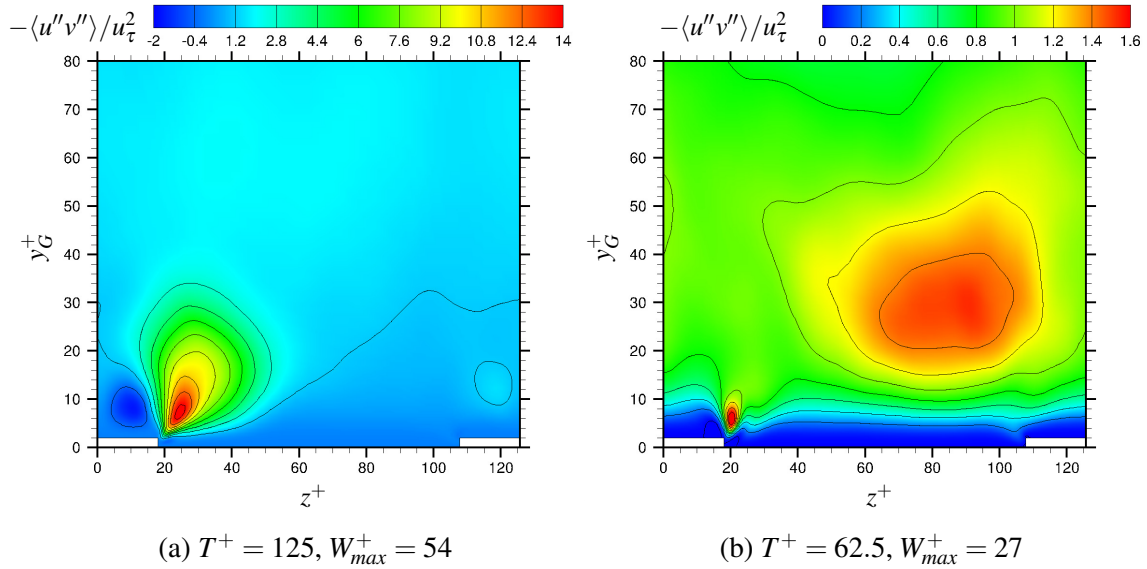 −⟨u″v″⟩/u_τ^2
-2 -0.4 1.2 2.8 4.4 6 7.6 9.2 10.8 12.4 14
80
70
60
50
40
30
20
10
0
y_G^+
0 20 40 60 80 100 120
z^+
(a) T^+ = 125, W_{max}^+ = 54
−⟨u″v″⟩/u_τ^2
0 0.2 0.4 0.6 0.8 1 1.2 1.4 1.6
80
70
60
50
40
30
20
10
0
y_G^+
0 20 40 60 80 100 120
z^+
(b) T^+ = 62.5, W_{max}^+ = 27